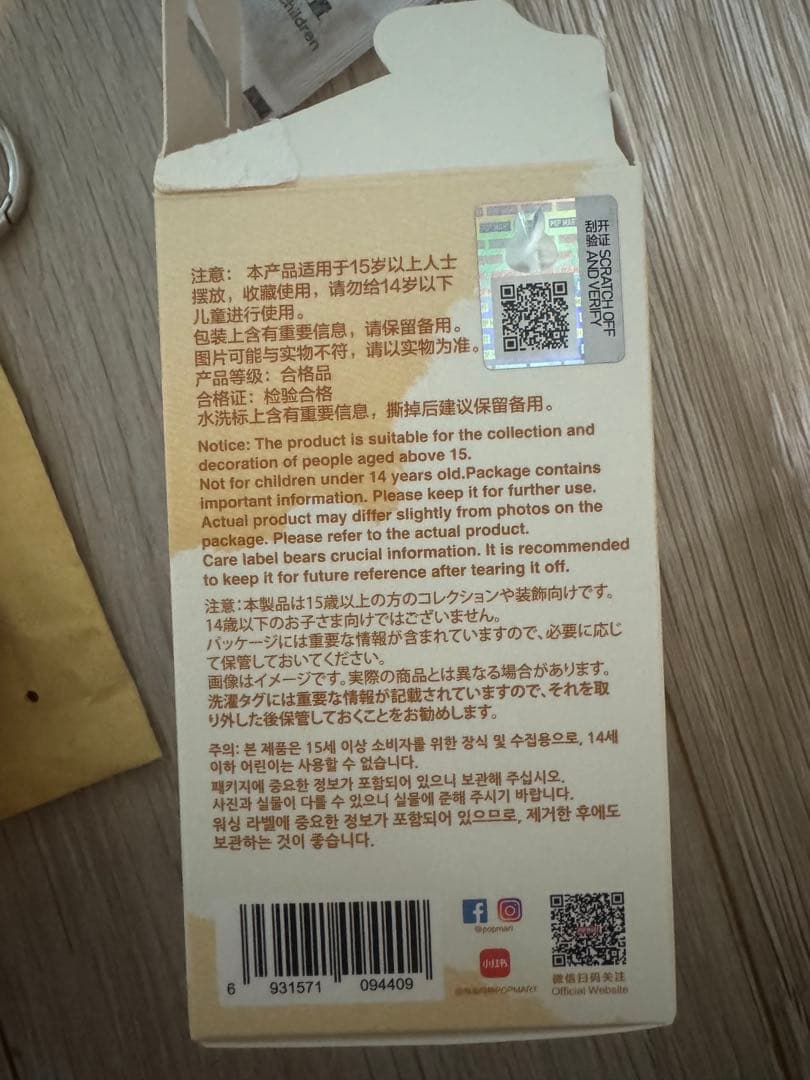 children
POP MART
开证 SCRATCH OFF
刮验 AND VERIFY
注意： 本产品适用于15岁以上人士
摆放，收藏使用，请勿给14岁以下
儿童进行使用。
包装上含有重要信息，请保留备用。
图片可能与实物不符，请以实物为准。
产品等级：合格品
合格证：检验合格
水洗标上含有重要信息，撕掉后建议保留备用。
Notice: The product is suitable for the collection and
decoration of people aged above 15.
Not for children under 14 years old.Package contains
important information. Please keep it for further use.
Actual product may differ slightly from photos on the
package. Please refer to the actual product.
Care label bears crucial information. It is recommended
to keep it for future reference after tearing it off.
注意:本製品は15歳以上の方のコレクションや装飾向けです。
14歳以下のお子さま向けではございません。
パッケージには重要な情報が含まれていますので、必要に応じ
て保管しておいてください。
画像はイメージです。実際の商品とは異なる場合があります。
洗濯タグには重要な情報が記載されていますので、それを取
り外した後保管しておくことをお勧めします。
주의: 본 제품은 15세 이상 소비자를 위한 장식 및 수집용으로, 14세
이하 어린이는 사용할 수 없습니다.
패키지에 중요한 정보가 포함되어 있으니 보관해 주십시오.
사진과 실물이 다를 수 있으니 실물에 준해 주시기 바랍니다.
워싱 라벨에 중요한 정보가 포함되어 있으므로, 제거한 후에도
보관하는 것이 좋습니다.
6 931571 094409
@popmart
小红书
POPMART
微信扫码关注
Official Website